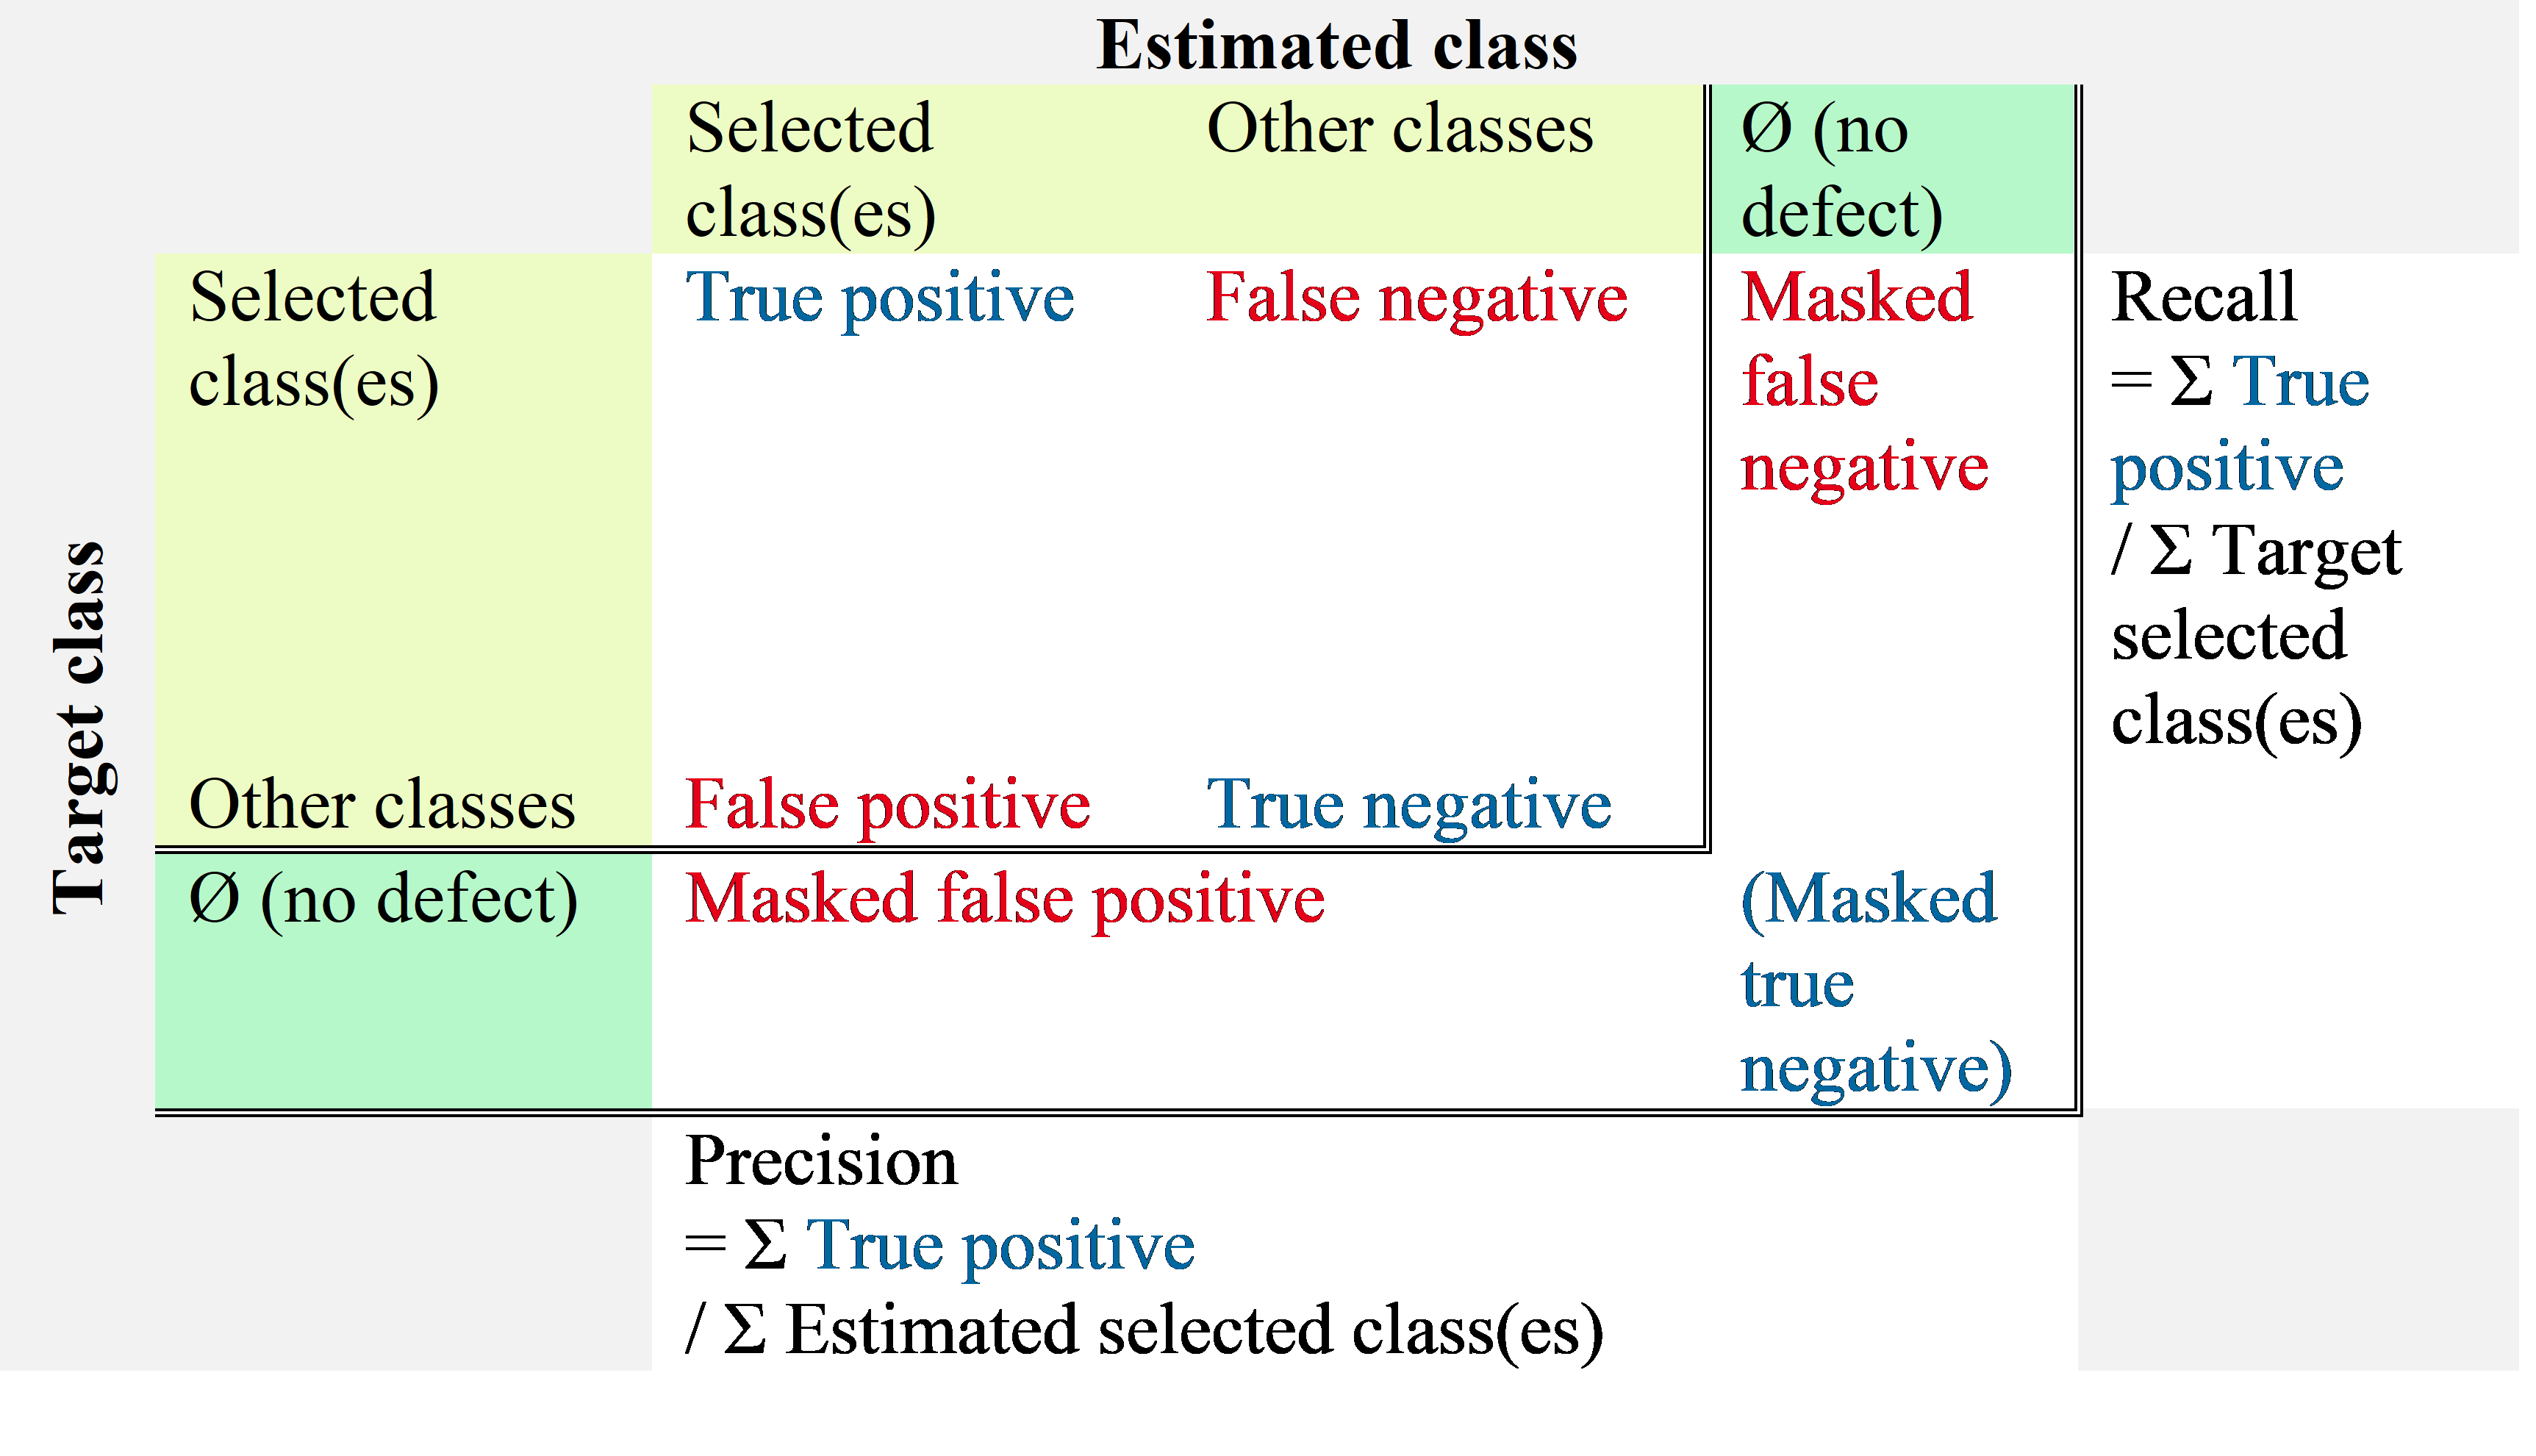 Estimated class
Selected
class(es)
Other classes
Ø (no
defect)
Target class
Selected
class(es)
True positive
False negative
Masked
false
negative
Recall
= Σ True
positive
/ Σ Target
selected
class(es)
Other classes
False positive
True negative
Ø (no defect)
Masked false positive
(Masked
true
negative)
Precision
= Σ True positive
/ Σ Estimated selected class(es)